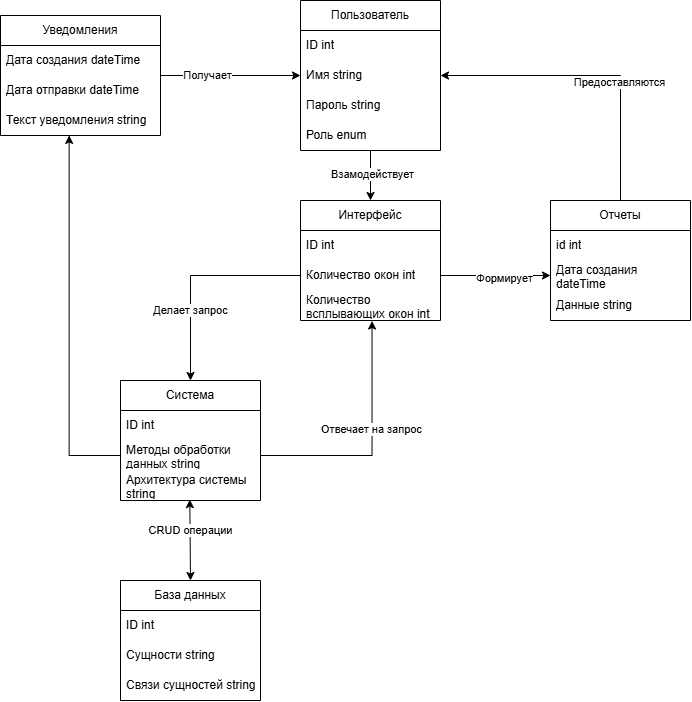 Уведомления
Дата создания dateTime
Дата отправки dateTime
Текст уведомления string
Получает
Пользователь
ID int
Имя string
Пароль string
Роль enum
Предоставляются
Взамодействует
Интерфейс
ID int
Количество окон int
Количество
всплывающих окон int
Формирует
Отчеты
id int
Дата создания
dateTime
Данные string
Делает запрос
Система
ID int
Методы обработки
данных string
Архитектура системы
string
Отвечает на запрос
CRUD операции
База данных
ID int
Сущности string
Связи сущностей string